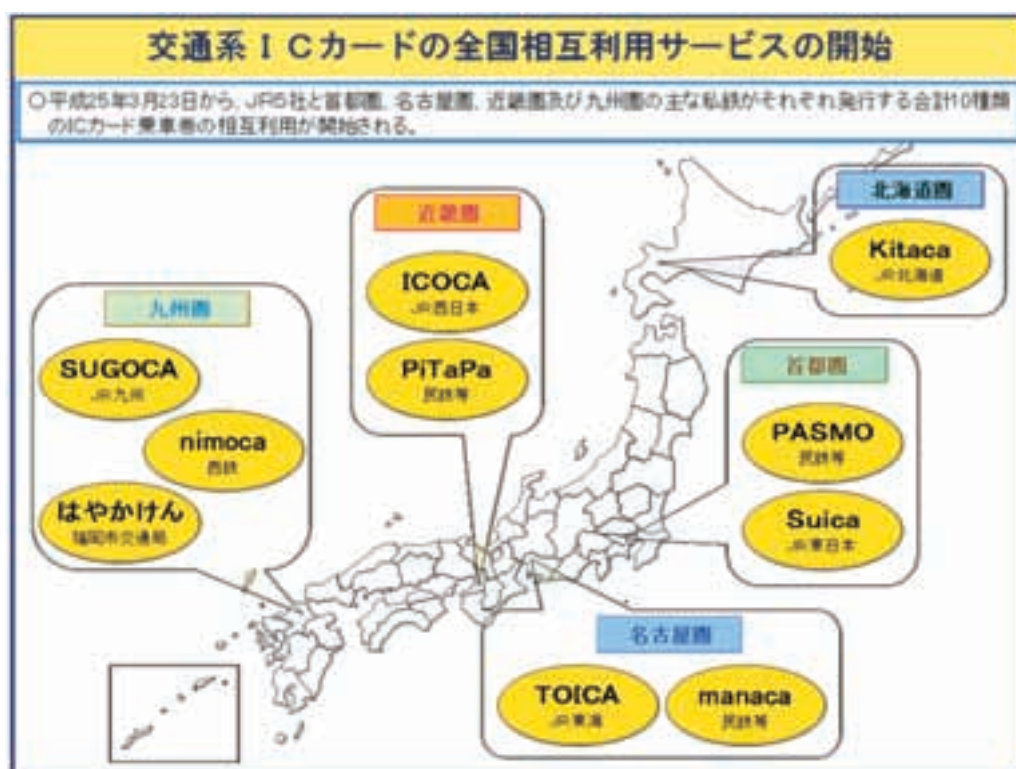 交通系ICカードの全国相互利用サービスの開始
○平成25年3月23日から、JR5社と首都圏、名古屋圏、近畿圏及び九州圏の主な私鉄がそれぞれ発行する合計10種類
のICカード乗車券の相互利用が開始される。
北海道圏
Kitaca
JR北海道
近畿圏
ICOCA
JR西日本
PiTaPa
民鉄等
九州圏
SUGOCA
JR九州
nimoca
西鉄
はやかけん
福岡市交通局
首都圏
PASMO
民鉄等
Suica
JR東日本
名古屋圏
TOICA
JR東海
manaca
民鉄等